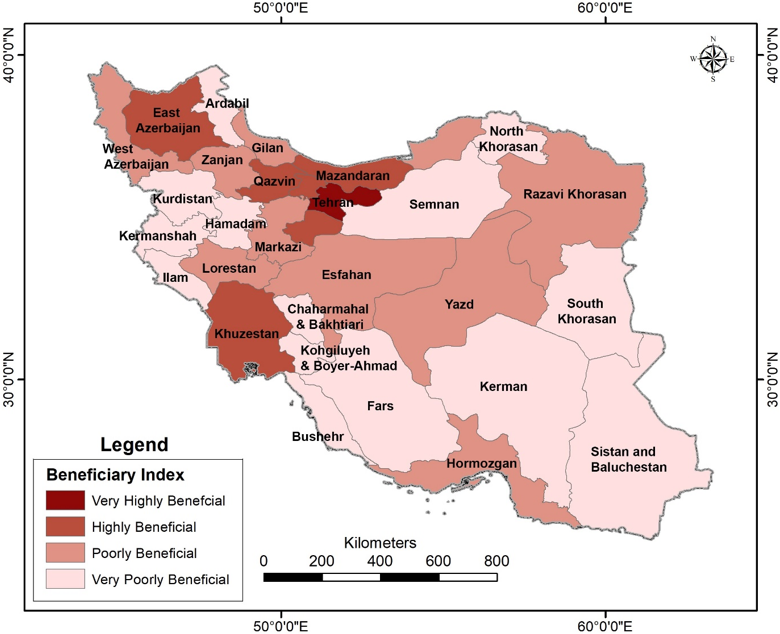 50°0'0"E 60°0'0"E
40°0'0"N 40°0'0"N
N
W E
S
Ardabil
East
Azerbaijan
West
Azerbaijan
Gilan
Zanjan
North
Khorasan
Qazvin
Mazandaran
Kurdistan
Tehran
Semnan
Razavi Khorasan
Hamadam
Kermanshah
Markazi
Ilam
Lorestan
Esfahan
Yazd
South
Khorasan
Chaharmahal
& Bakhtiari
Khuzestan
Kohgiluyeh
& Boyer-Ahmad
30°0'0"N 30°0'0"N
Kerman
Fars
Bushehr
Sistan and
Baluchestan
Hormozgan
Legend
Beneficiary Index
Very Highly Benefcial
Highly Beneficial
Poorly Beneficial
Very Poorly Beneficial
Kilometers
0 200 400 600 800
50°0'0"E 60°0'0"E